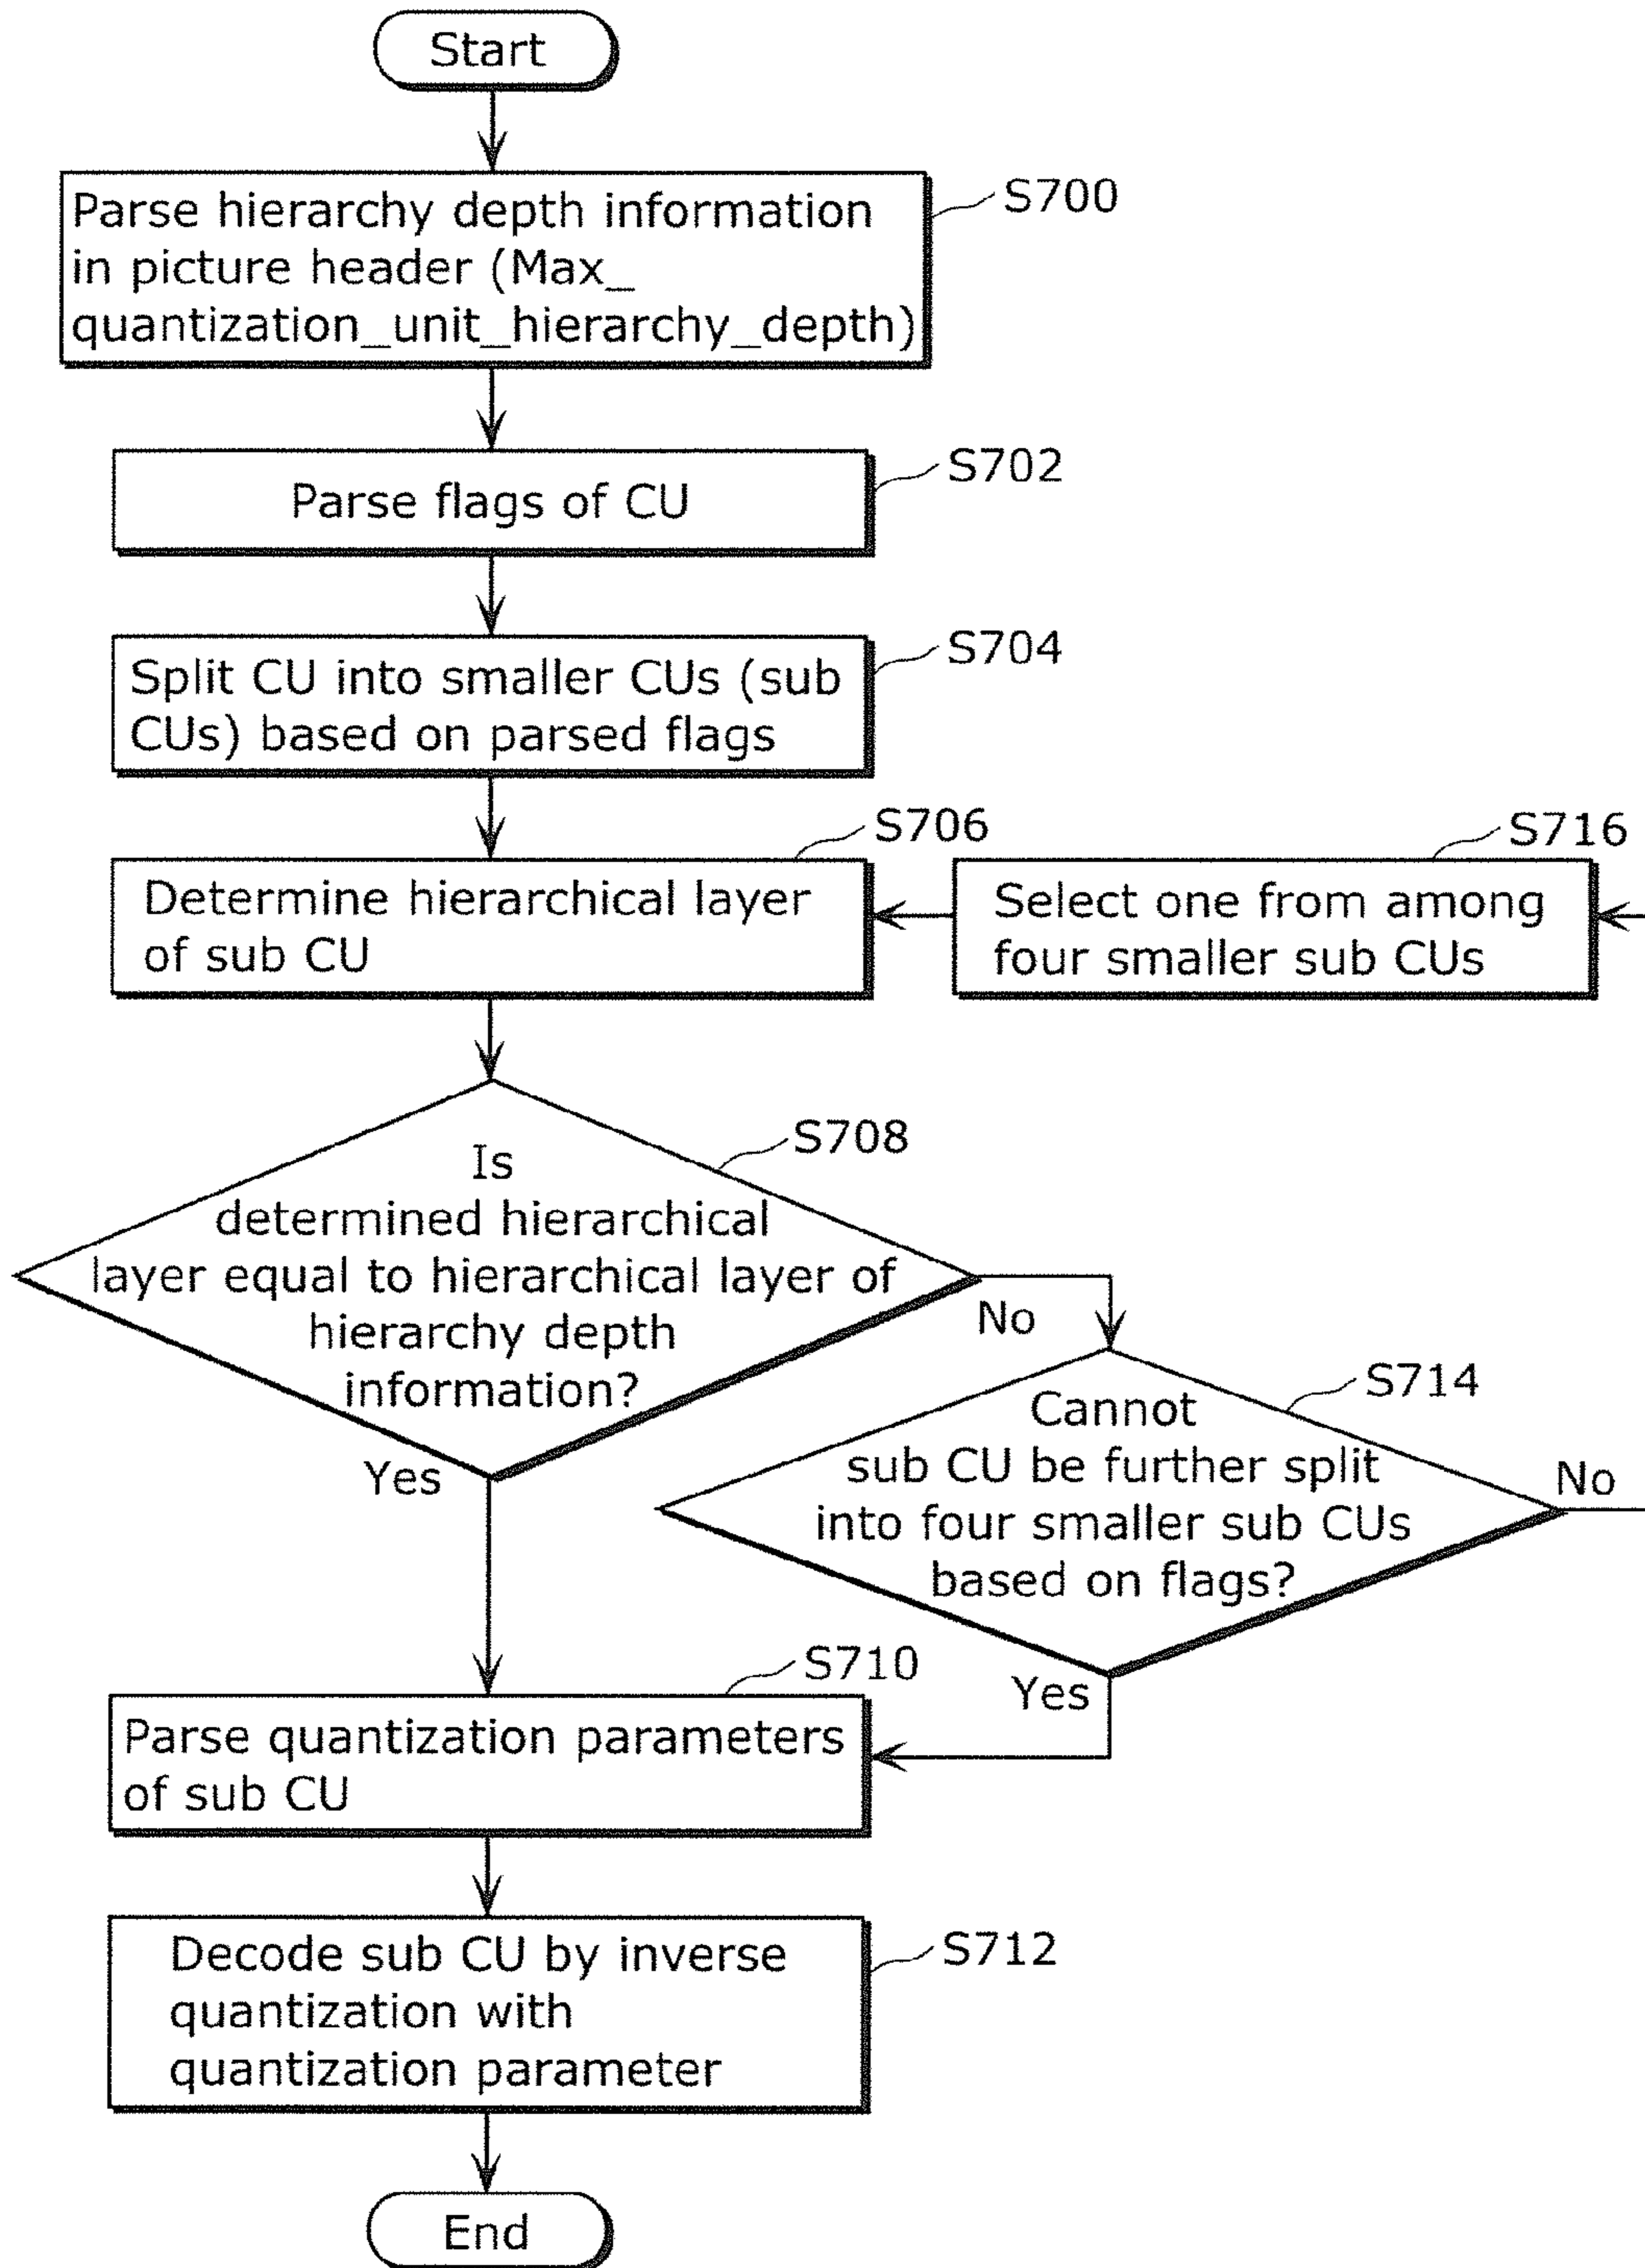 Start
S700
Parse hierarchy depth information
in picture header (Max_
quantization_unit_hierarchy_depth)
S702
Parse flags of CU
S704
Split CU into smaller CUs (sub
CUs) based on parsed flags
S706
Determine hierarchical layer
of sub CU
S716
Select one from among
four smaller sub CUs
S708
Is
determined hierarchical
layer equal to hierarchical layer of
hierarchy depth
information?
No
Yes
S714
Cannot
sub CU be further split
into four smaller sub CUs
based on flags?
No
Yes
S710
Parse quantization parameters
of sub CU
S712
Decode sub CU by inverse
quantization with
quantization parameter
End